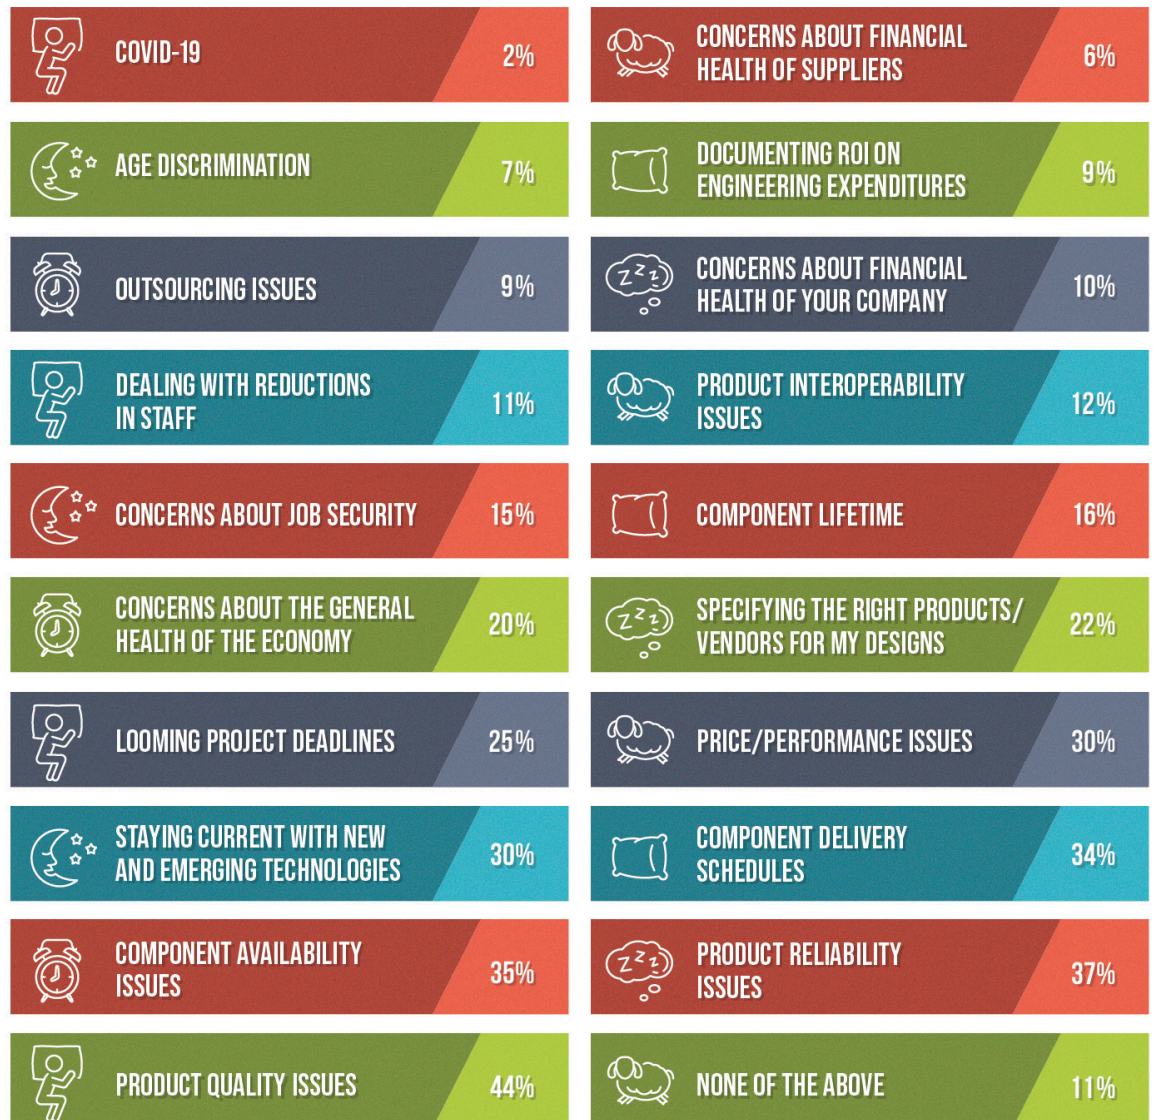 COVID-19
2%
CONCERNS ABOUT FINANCIAL
HEALTH OF SUPPLIERS
6%
AGE DISCRIMINATION
7%
DOCUMENTING ROI ON
ENGINEERING EXPENDITURES
9%
OUTSOURCING ISSUES
9%
ZZZ
CONCERNS ABOUT FINANCIAL
HEALTH OF YOUR COMPANY
10%
DEALING WITH REDUCTIONS
IN STAFF
11%
PRODUCT INTEROPERABILITY
ISSUES
12%
CONCERNS ABOUT JOB SECURITY
15%
COMPONENT LIFETIME
16%
CONCERNS ABOUT THE GENERAL
HEALTH OF THE ECONOMY
20%
ZZZ
SPECIFYING THE RIGHT PRODUCTS/
VENDORS FOR MY DESIGNS
22%
LOOMING PROJECT DEADLINES
25%
PRICE/PERFORMANCE ISSUES
30%
STAYING CURRENT WITH NEW
AND EMERGING TECHNOLOGIES
30%
COMPONENT DELIVERY
SCHEDULES
34%
COMPONENT AVAILABILITY
ISSUES
35%
ZZZ
PRODUCT RELIABILITY
ISSUES
37%
PRODUCT QUALITY ISSUES
44%
NONE OF THE ABOVE
11%